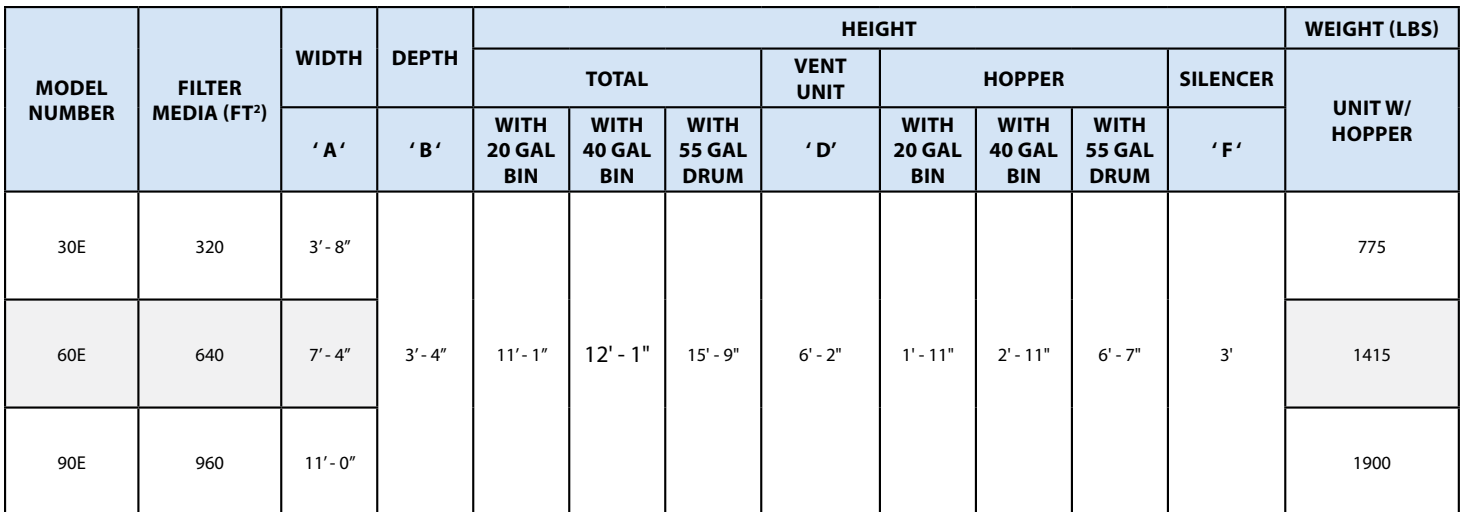 HEIGHT
WEIGHT (LBS)
MODEL
NUMBER
FILTER
MEDIA (FT²)
WIDTH
DEPTH
TOTAL
VENT
UNIT
HOPPER
SILENCER
UNIT W/
HOPPER
‘ A‘
‘ B‘
WITH
20 GAL
BIN
WITH
40 GAL
BIN
WITH
55 GAL
DRUM
‘ D’
WITH
20 GAL
BIN
WITH
40 GAL
BIN
WITH
55 GAL
DRUM
‘ F‘
30E 320 3’ - 8” 775
60E 640 7’ - 4” 3’ - 4” 11’ - 1” 12' - 1" 15' - 9" 6' - 2" 1' - 11" 2' - 11" 6' - 7" 3' 1415
90E 960 11’ - 0” 1900